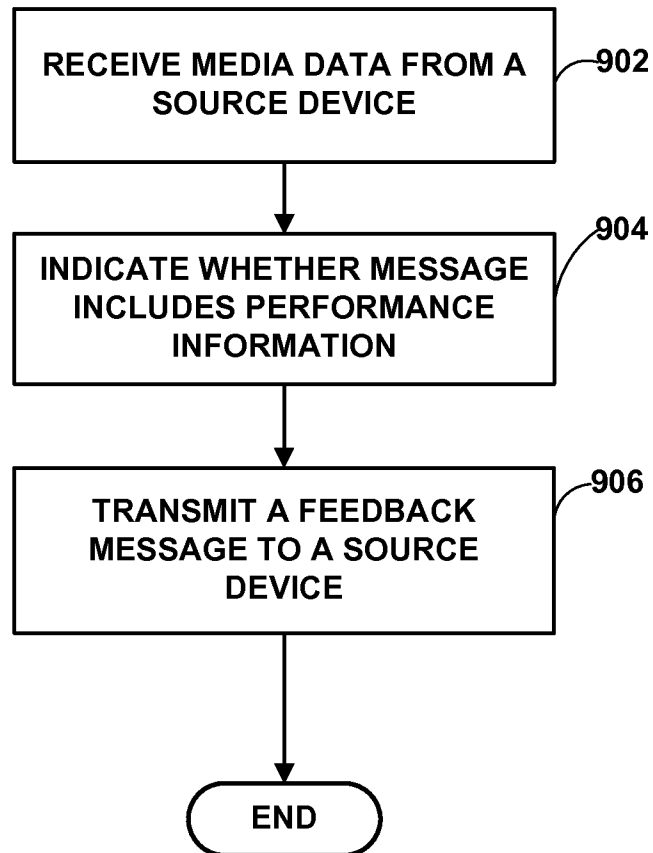 RECEIVE MEDIA DATA FROM A
SOURCE DEVICE
902
INDICATE WHETHER MESSAGE
INCLUDES PERFORMANCE
INFORMATION
904
TRANSMIT A FEEDBACK
MESSAGE TO A SOURCE
DEVICE
906
END